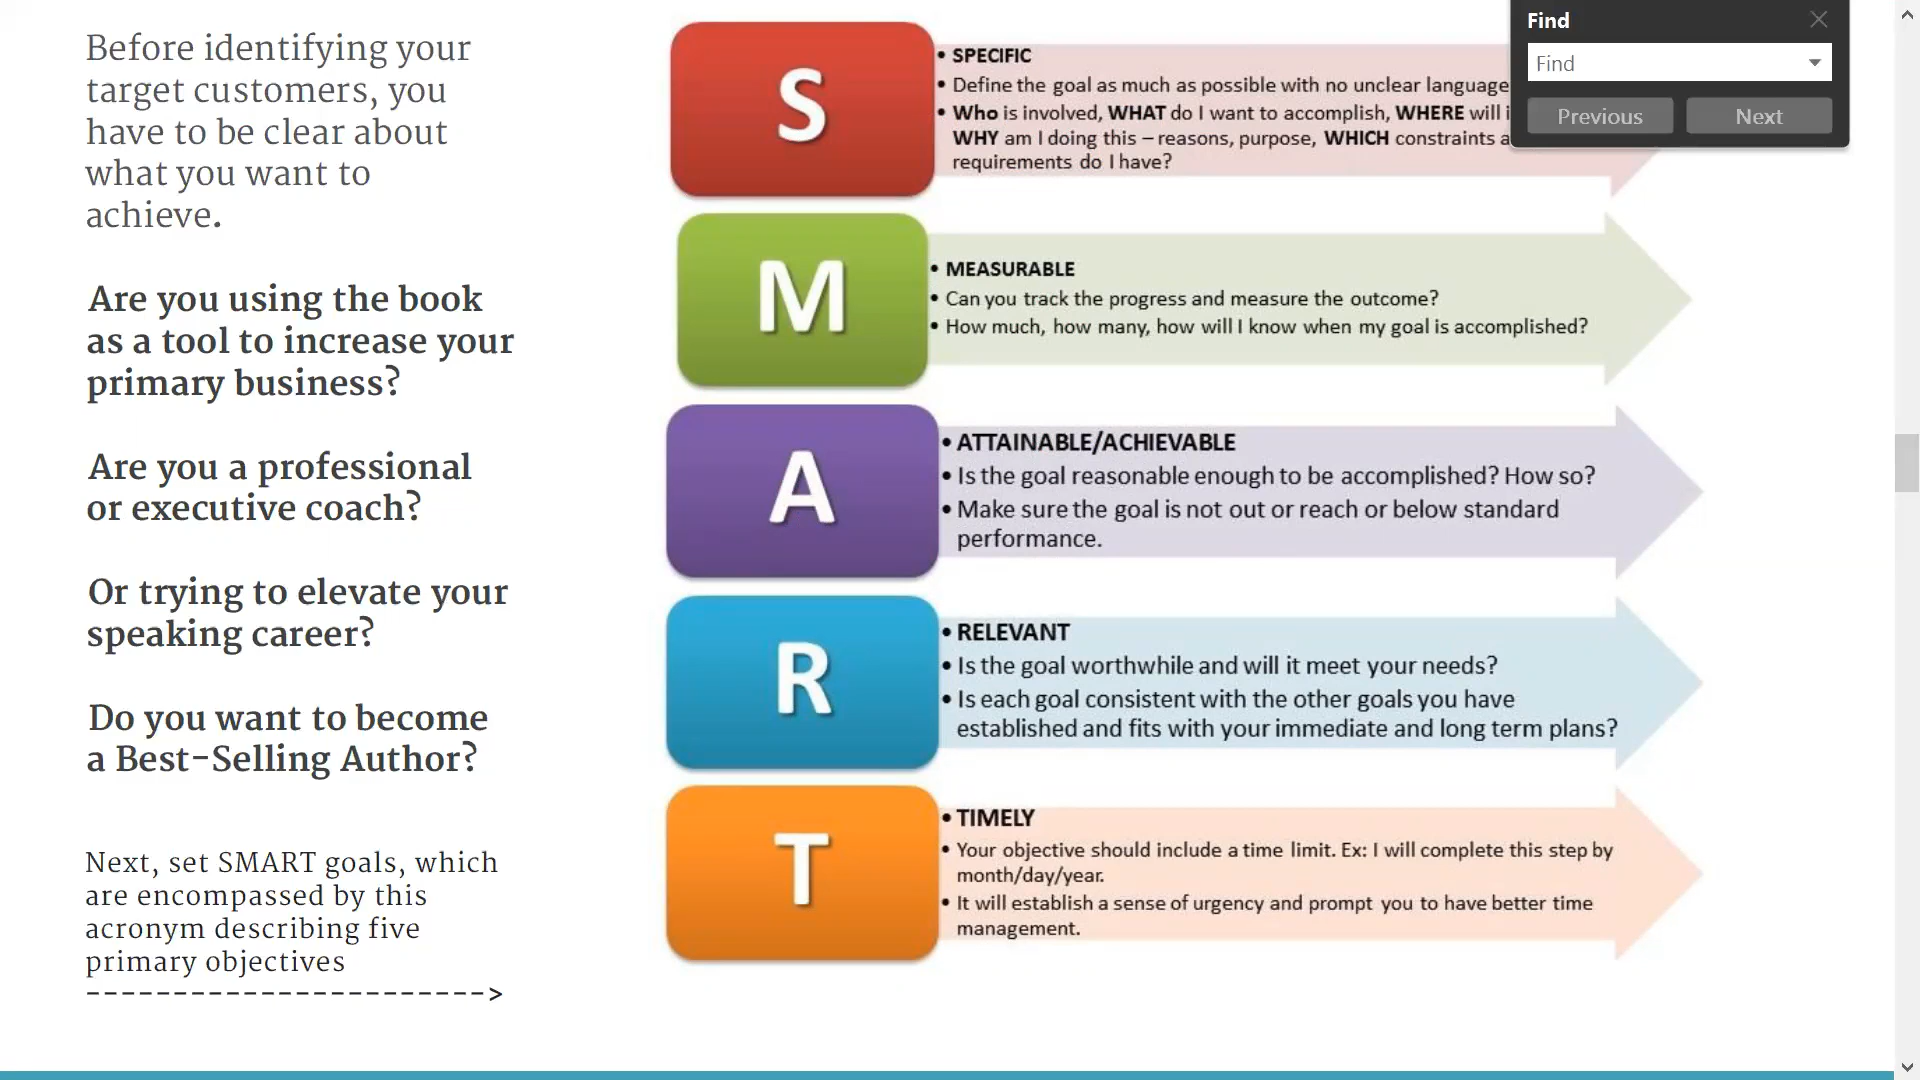 Before identifying your
target customers, you
have to be clear about
what you want to
achieve.
Are you using the book
as a tool to increase your
primary business?
Are you a professional
or executive coach?
Or trying to elevate your
speaking career?
Do you want to become
a Best-Selling Author?
Next, set SMART goals, which
are encompassed by this
acronym describing five
primary objectives
----------------------->
S
• SPECIFIC
• Define the goal as much as possible with no unclear language
• Who is involved, WHAT do I want to accomplish, WHERE will
WHY am I doing this – reasons, purpose, WHICH constraints
requirements do I have?
M
• MEASURABLE
• Can you track the progress and measure the outcome?
• How much, how many, how will I know when my goal is accomplished?
A
• ATTAINABLE/ACHIEVABLE
• Is the goal reasonable enough to be accomplished? How so?
• Make sure the goal is not out or reach or below standard
performance.
R
• RELEVANT
• Is the goal worthwhile and will it meet your needs?
• Is each goal consistent with the other goals you have
established and fits with your immediate and long term plans?
T
• TIMELY
• Your objective should include a time limit. Ex: I will complete this step by
month/day/year.
• It will establish a sense of urgency and prompt you to have better time
management.
Find
Find
Previous
Next